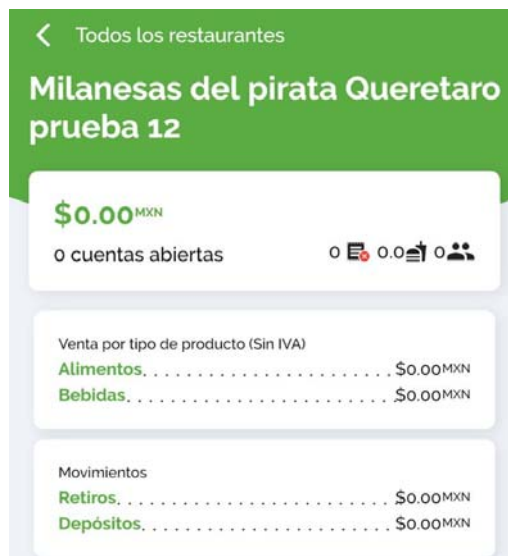 Todos los restaurantes
Milanesas del pirata Queretaro
prueba 12
$0.00MXN
0 cuentas abiertas 0 0.0 0
Venta por tipo de producto (Sin IVA)
Alimentos. . . . . . . . . . . . . . . . . . . . . . . . $0.00MXN
Bebidas. . . . . . . . . . . . . . . . . . . . . . . . . .$0.00MXN
Movimientos
Retiros. . . . . . . . . . . . . . . . . . . . . . . . . . . $0.00MXN
Depósitos. . . . . . . . . . . . . . . . . . . . . . . . $0.00MXN